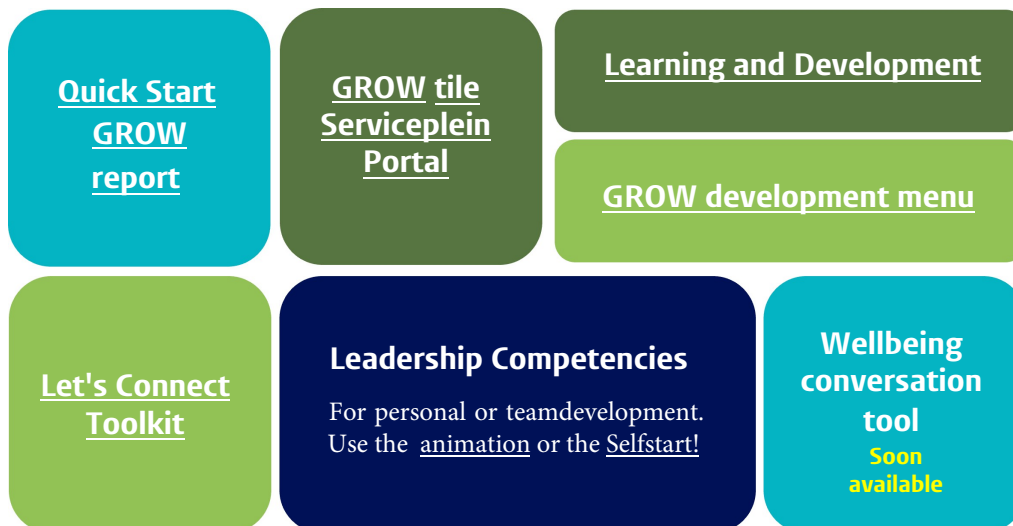 Quick Start
GROW
report
GROW tile
Serviceplein
Portal
Learning and Development
GROW development menu
Let's Connect
Toolkit
Leadership Competencies
For personal or teamdevelopment.
Use the animation or the Selfstart!
Wellbeing
conversation
tool
Soon
available